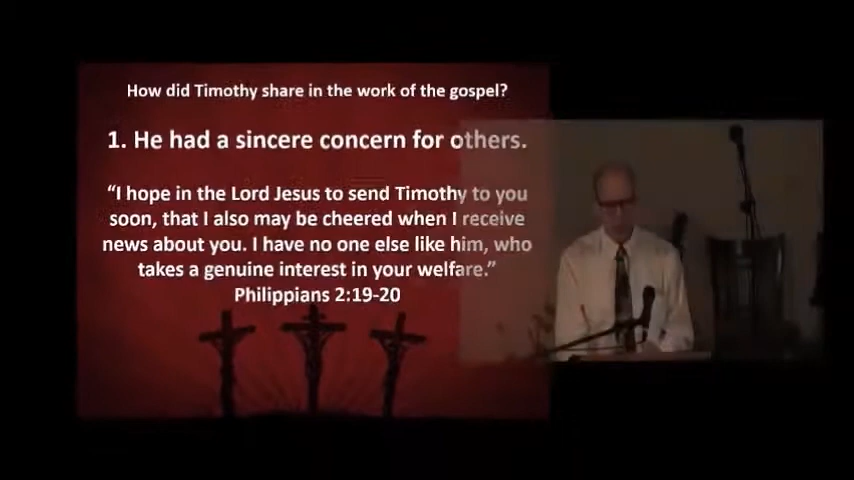 How did Timothy share in the work of the gospel?
1. He had a sincere concern for others.
“I hope in the Lord Jesus to send Timothy to you
soon, that I also may be cheered when I receive
news about you. I have no one else like him, who
takes a genuine interest in your welfare.”
Philippians 2:19-20